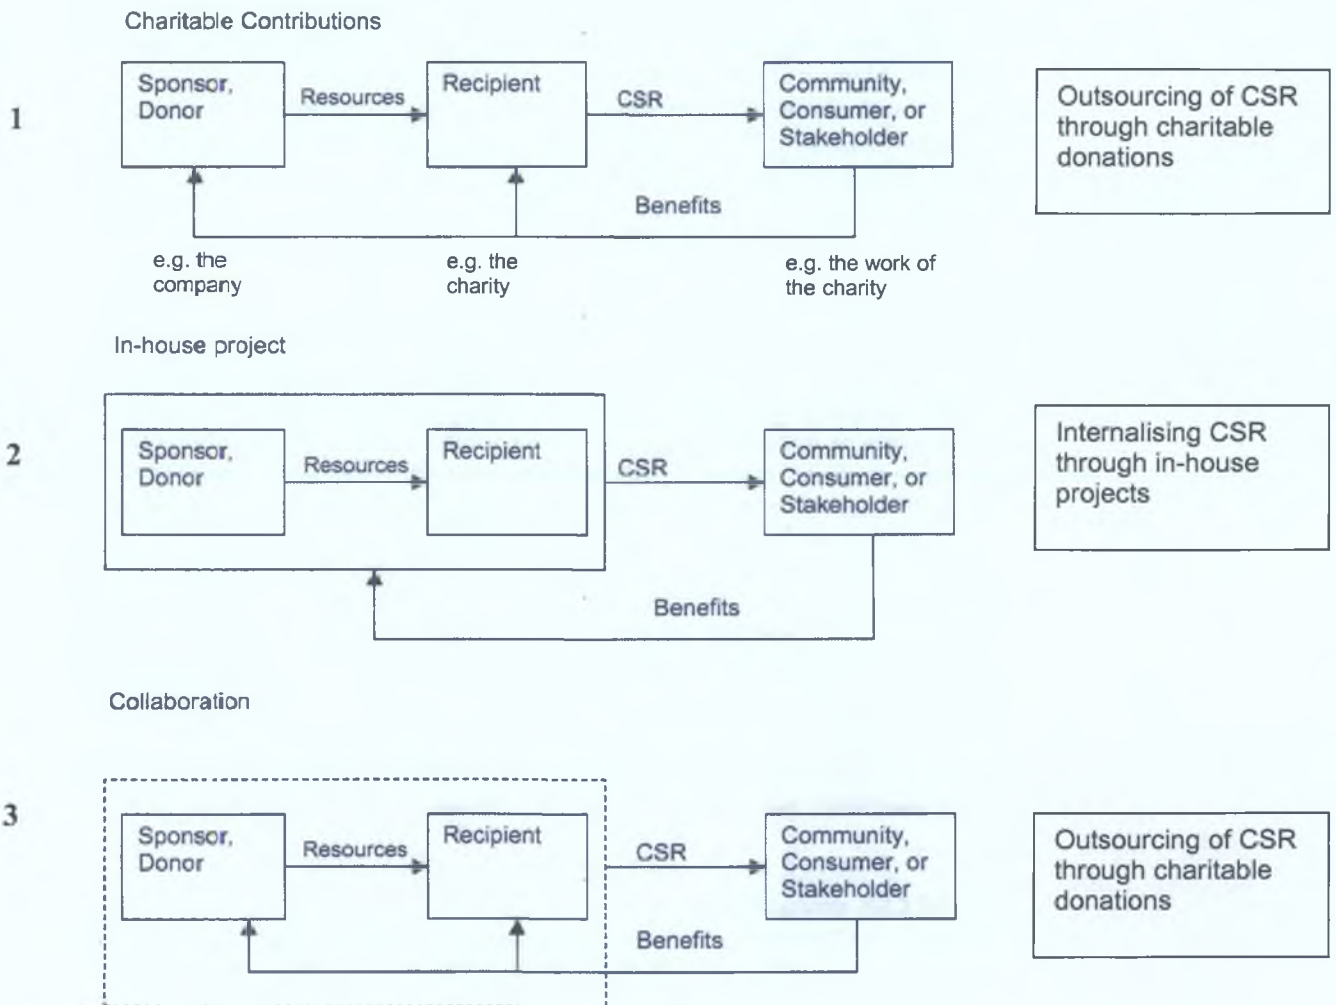 Charitable Contributions
1
Sponsor,
Donor
Resources
Recipient
CSR
Community,
Consumer, or
Stakeholder
Outsourcing of CSR
through charitable
donations
Benefits
e.g. the
company
e.g. the
charity
e.g. the work of
the charity
In-house project
2
Sponsor,
Donor
Resources
Recipient
CSR
Community,
Consumer, or
Stakeholder
Internalising CSR
through in-house
projects
Benefits
Collaboration
3
Sponsor,
Donor
Resources
Recipient
CSR
Community,
Consumer, or
Stakeholder
Outsourcing of CSR
through charitable
donations
Benefits